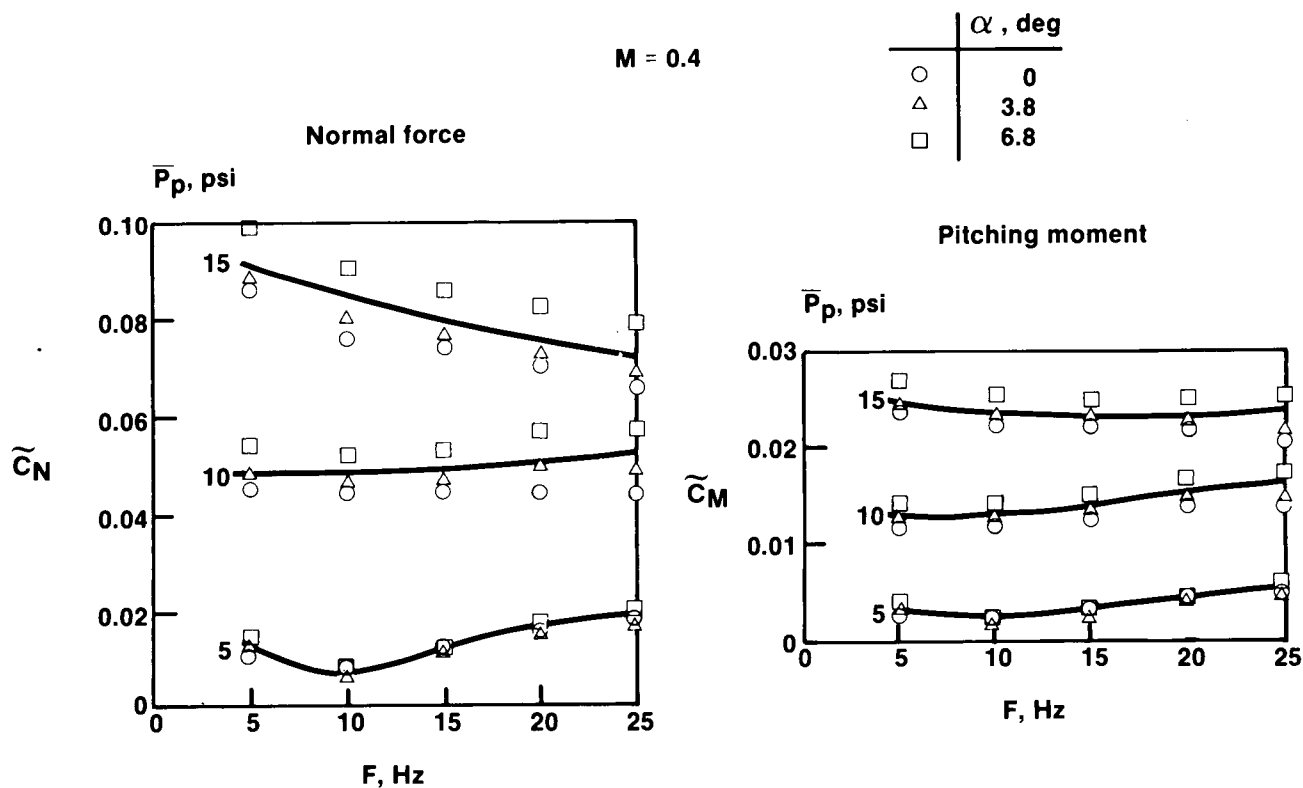 M = 0.4
α , deg
0
3.8
6.8
Normal force
P̅p, psi
0.10
0.08
0.06
0.04
0.02
0
C̃N
15
10
5
0 5 10 15 20 25
F, Hz
Pitching moment
P̅p, psi
0.03
0.02
0.01
0
C̃M
15
10
5
0 5 10 15 20 25
F, Hz